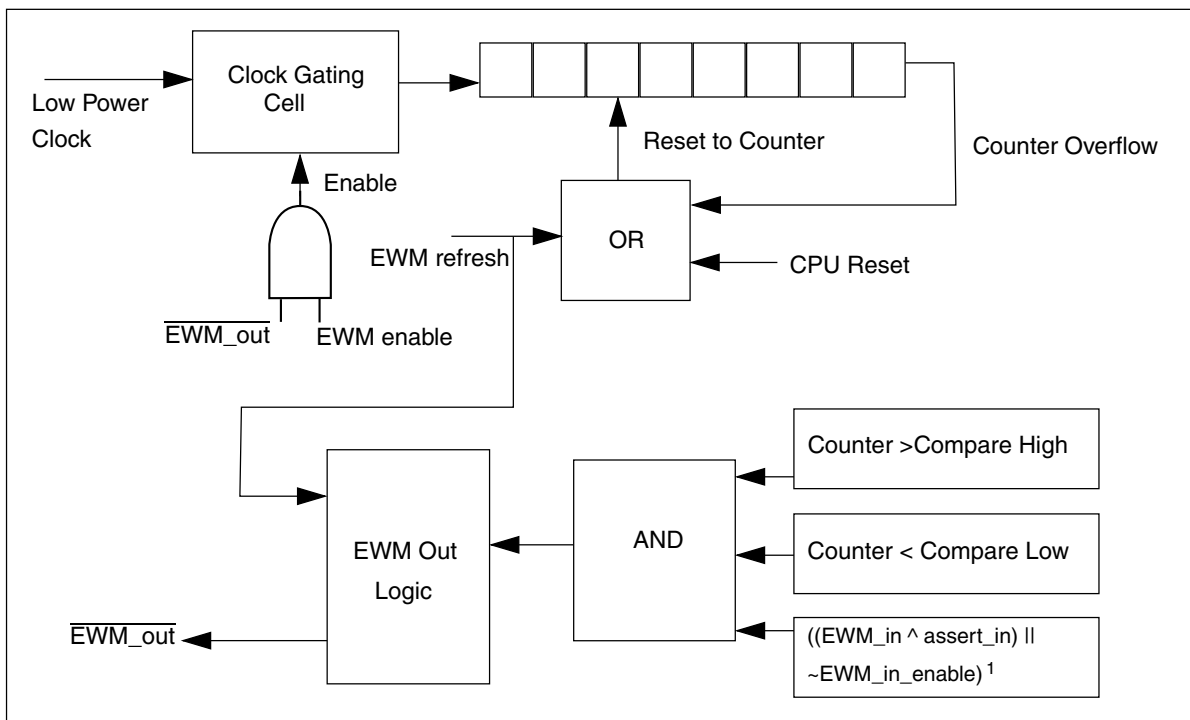 Low Power
Clock
Clock Gating
Cell
Enable
EWM_out
EWM enable
Reset to Counter
Counter Overflow
EWM refresh
OR
CPU Reset
Counter >Compare High
AND
Counter < Compare Low
EWM Out
Logic
EWM_out
((EWM_in ^ assert_in) ||
~EWM_in_enable) 1